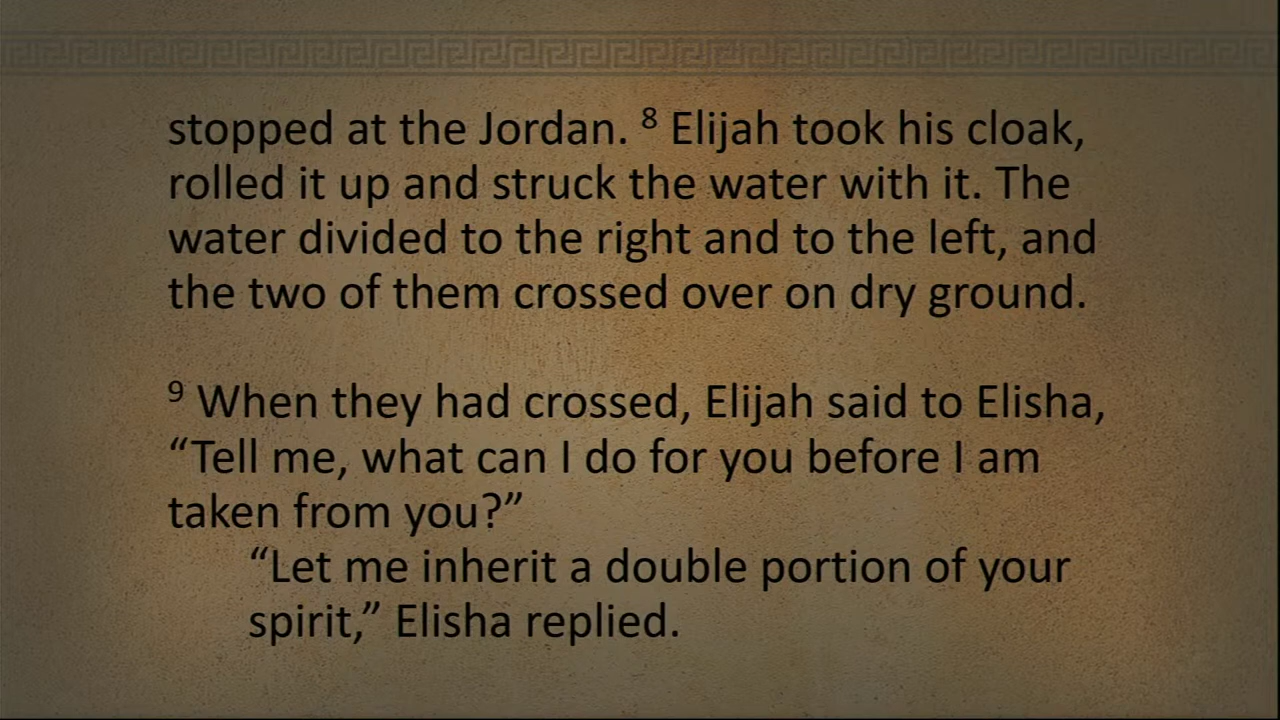 stopped at the Jordan. ⁸ Elijah took his cloak,
rolled it up and struck the water with it. The
water divided to the right and to the left, and
the two of them crossed over on dry ground.
⁹ When they had crossed, Elijah said to Elisha,
“Tell me, what can I do for you before I am
taken from you?”
“Let me inherit a double portion of your
spirit,” Elisha replied.